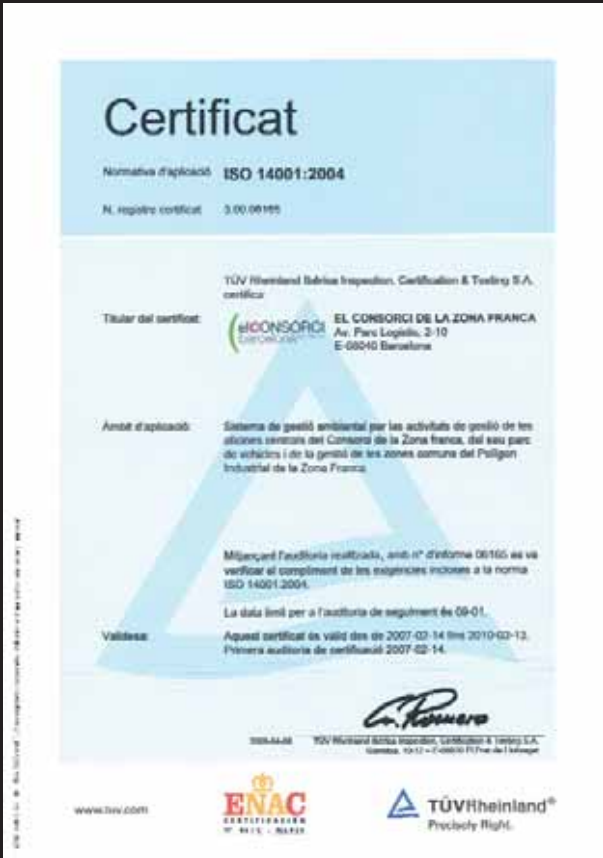 Certificat
Normativa d'aplicació ISO 14001:2004
N. registre certificat 3.00.06165
TÜV Rheinland Ibérica Inspection, Certification & Testing S.A.
certifica
Titular del certificat: elCONSORCI EL CONSORCI DE LA ZONA FRANCA
barcelona Av. Parc Logístic, 2-10
E-08040 Barcelona
Àmbit d'aplicació: Sistema de gestió ambiental per las activitats de gestió de les
oficines centrals del Consorci de la Zona franca, del seu parc
de vehicles i de la gestió de les zones comuns del Polígon
Industrial de la Zona Franca
Mitjançant l'auditoria realitzada, amb n° d'informe 06165 es va
verificar el compliment de les exigències incloses a la norma
ISO 14001:2004.
La data límit per a l'auditoria de seguiment és 09-01.
Validesa: Aquest certificat és vàlid des de 2007-02-14 fins 2010-02-13.
Primera auditoria de certificació 2007-02-14.
TÜV Rheinland Ibérica Inspection, Certification & Testing S.A.
www.tuv.com
ENAC
CERTIFICACIÓN
TÜVRheinland®
Precisely Right.